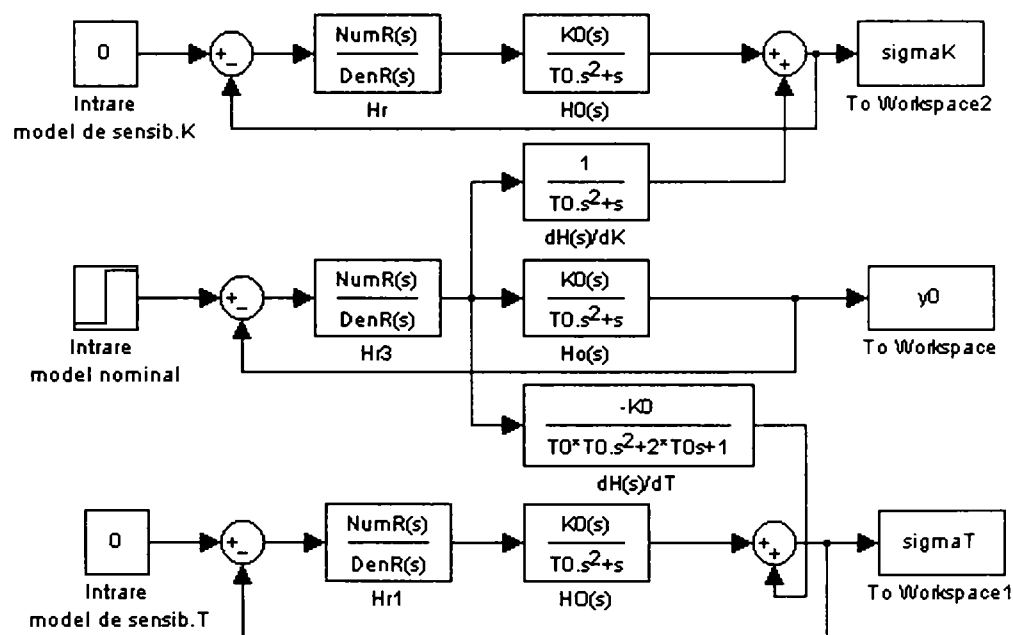 0
Intrare
model de sensib.K
+
−
NumR(s)
DenR(s)
Hr
K0(s)
T0.s²+s
H0(s)
+
+
sigmaK
To Workspace2
1
T0.s²+s
dH(s)/dK
Intrare
model nominal
+
−
NumR(s)
DenR(s)
Hr3
K0(s)
T0.s²+s
Ho(s)
y0
To Workspace
-K0
T0*T0.s²+2*T0s+1
dH(s)/dT
0
Intrare
model de sensib.T
+
−
NumR(s)
DenR(s)
Hr1
K0(s)
T0.s²+s
H0(s)
+
+
sigmaT
To Workspace1